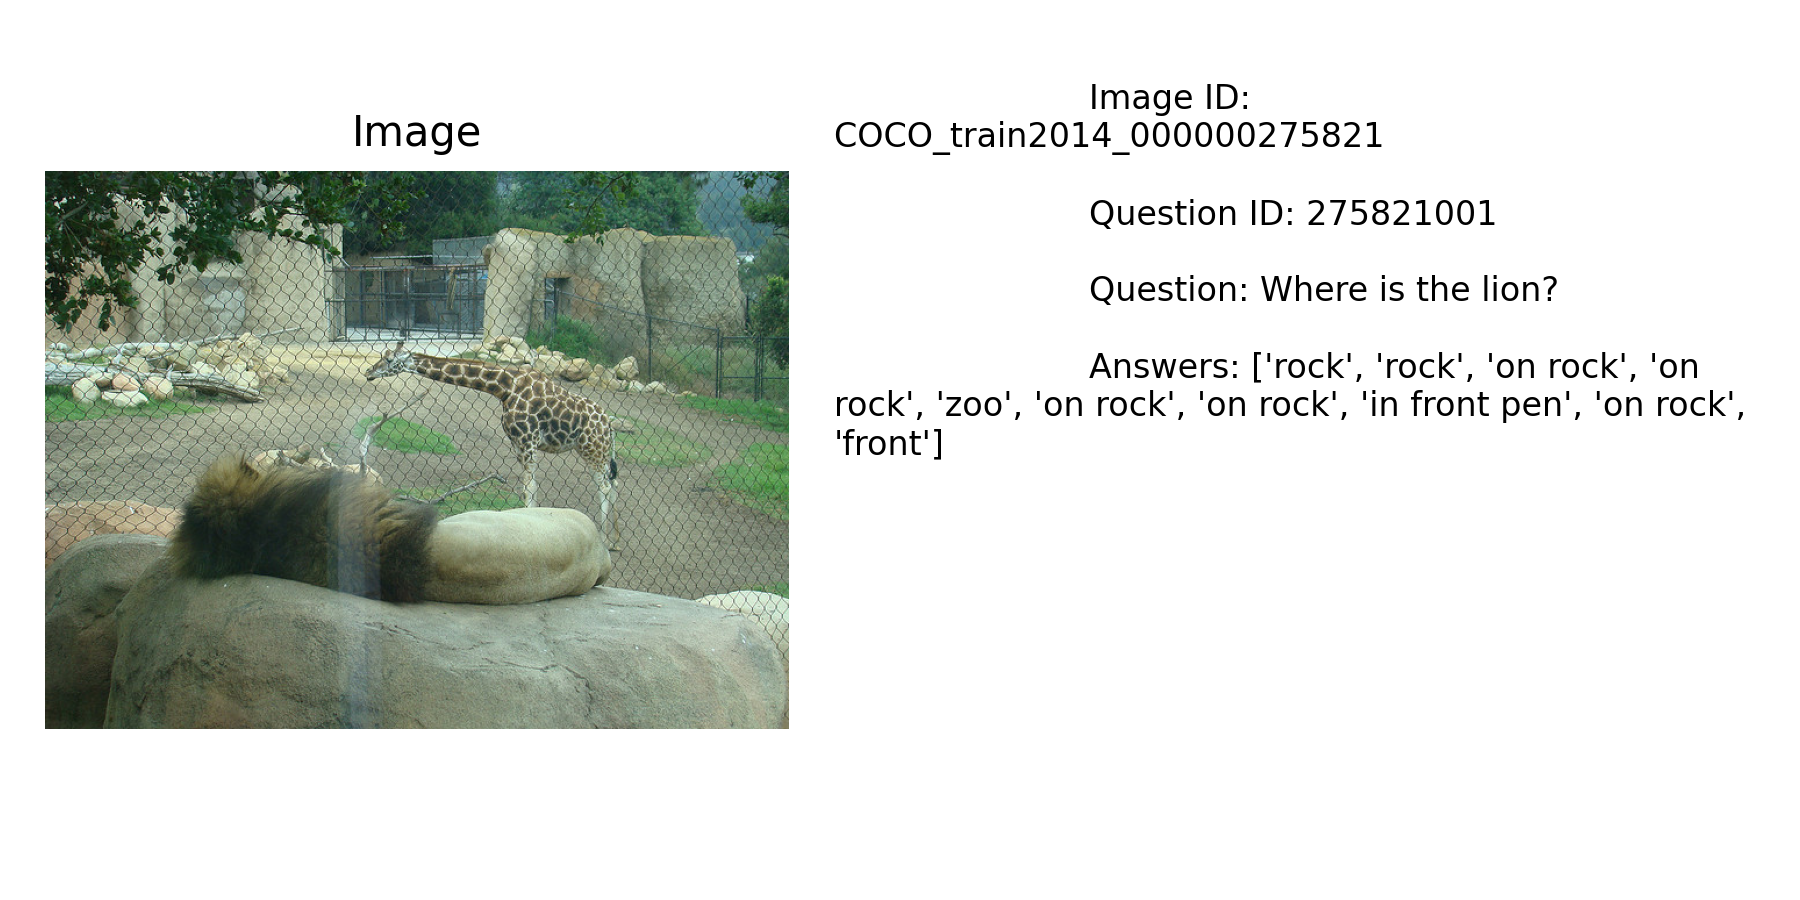 Image
Image ID:
COCO_train2014_000000275821
Question ID: 275821001
Question: Where is the lion?
Answers: ['rock', 'rock', 'on rock', 'on
rock', 'zoo', 'on rock', 'on rock', 'in front pen', 'on rock',
'front']